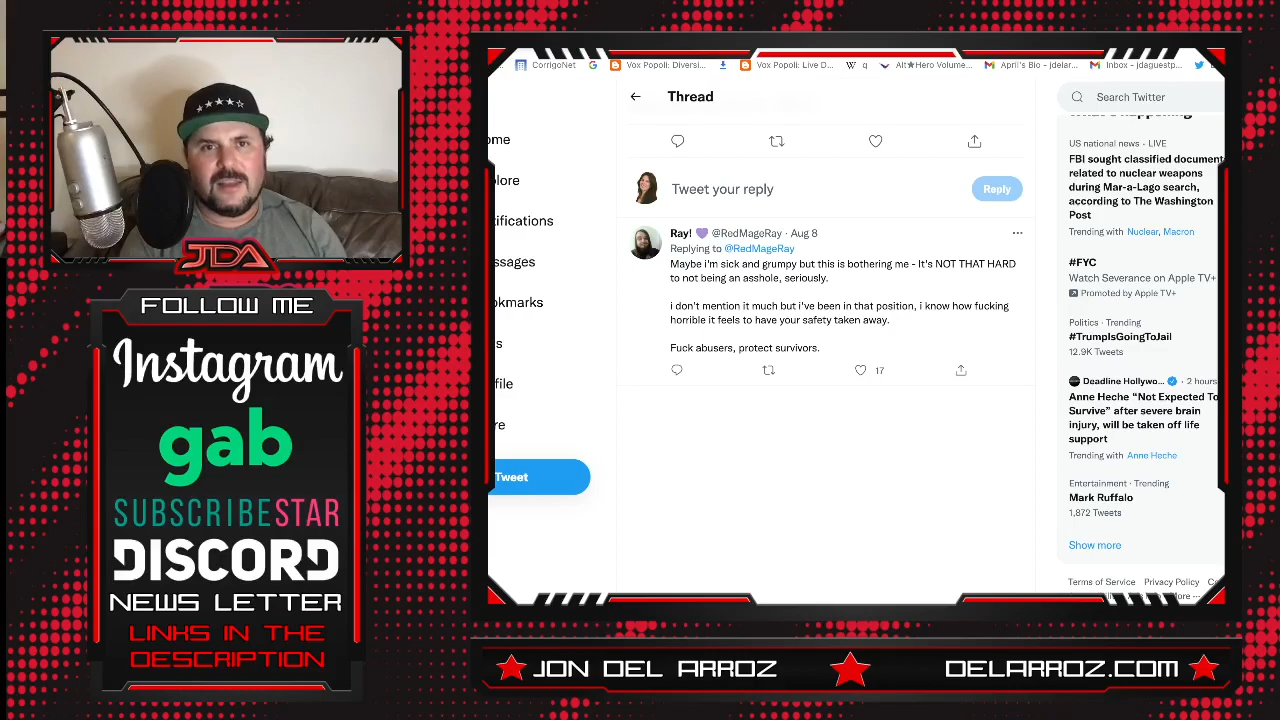 JDA
FOLLOW ME
Instagram
gab
SUBSCRIBESTAR
DISCORD
NEWS LETTER
LINKS IN THE
DESCRIPTION
CorrigoNet
Vox Popoli: Diversi...
Vox Popoli: Live D...
W q
Alt★Hero Volume...
April's Bio - jdelar...
Inbox - jdaguestp...
ome
plore
tifications
ssages
okmarks
s
file
re
Tweet
Thread
Tweet your reply
Reply
Ray! 💜 @RedMageRay · Aug 8
Replying to @RedMageRay
Maybe i'm sick and grumpy but this is bothering me - It's NOT THAT HARD
to not being an asshole, seriously.
i don't mention it much but i've been in that position, i know how fucking
horrible it feels to have your safety taken away.
Fuck abusers, protect survivors.
17
Search Twitter
US national news · LIVE
FBI sought classified document
related to nuclear weapons
during Mar-a-Lago search,
according to The Washington
Post
Trending with Nuclear, Macron
#FYC
Watch Severance on Apple TV+
Promoted by Apple TV+
Politics · Trending
#TrumpIsGoingToJail
12.9K Tweets
Deadline Hollywo... · 2 hours
Anne Heche “Not Expected To
Survive” after severe brain
injury, will be taken off life
support
Trending with Anne Heche
Entertainment · Trending
Mark Ruffalo
1,872 Tweets
Show more
Terms of Service Privacy Policy Co
More ···
JON DEL ARROZ
DELARROZ.COM